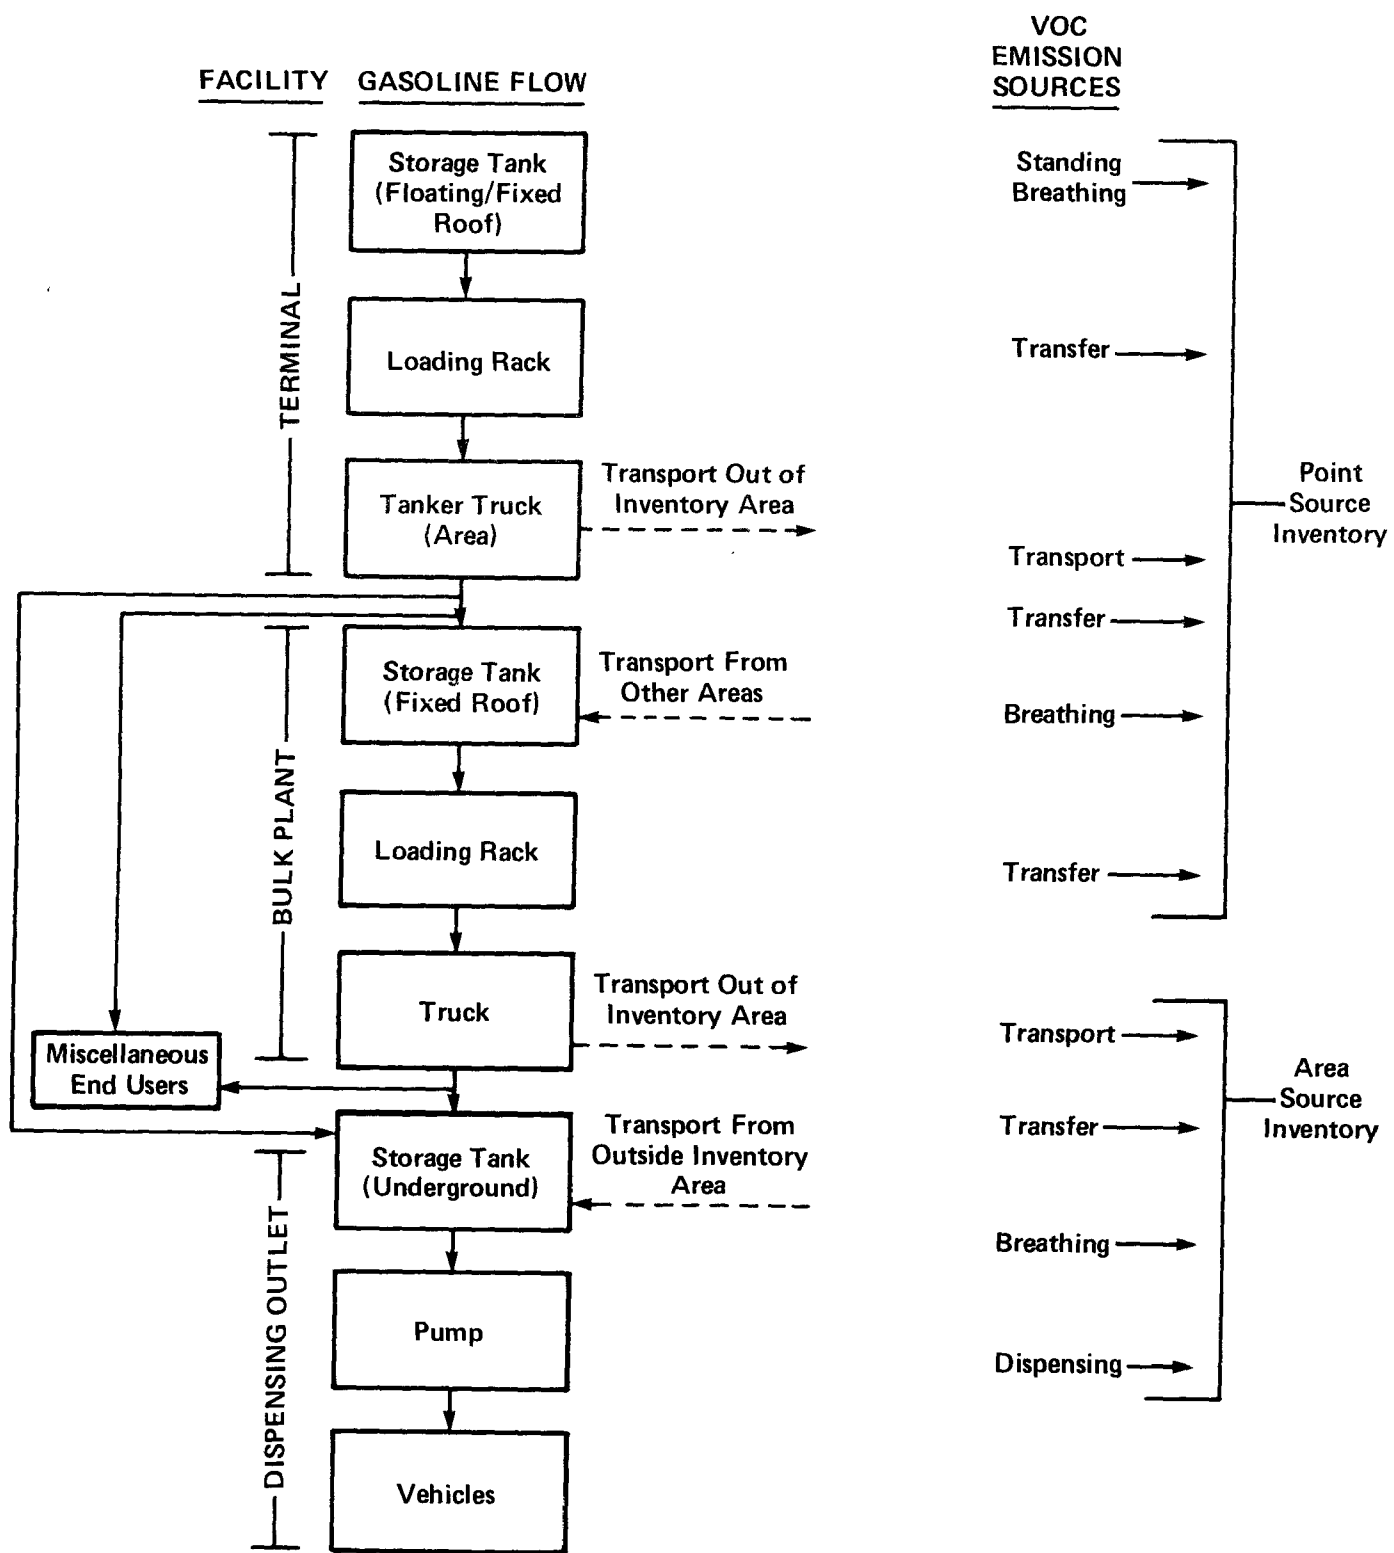 FACILITY
GASOLINE FLOW
VOC
EMISSION
SOURCES
TERMINAL
Storage Tank
(Floating/Fixed
Roof)
Standing
Breathing
Loading Rack
Transfer
Tanker Truck
(Area)
Transport Out of
Inventory Area
Transport
Transfer
Point
Source
Inventory
BULK PLANT
Storage Tank
(Fixed Roof)
Transport From
Other Areas
Breathing
Loading Rack
Transfer
Truck
Transport Out of
Inventory Area
Transport
Miscellaneous
End Users
Area
Source
Inventory
DISPENSING OUTLET
Storage Tank
(Underground)
Transport From
Outside Inventory
Area
Transfer
Breathing
Pump
Dispensing
Vehicles